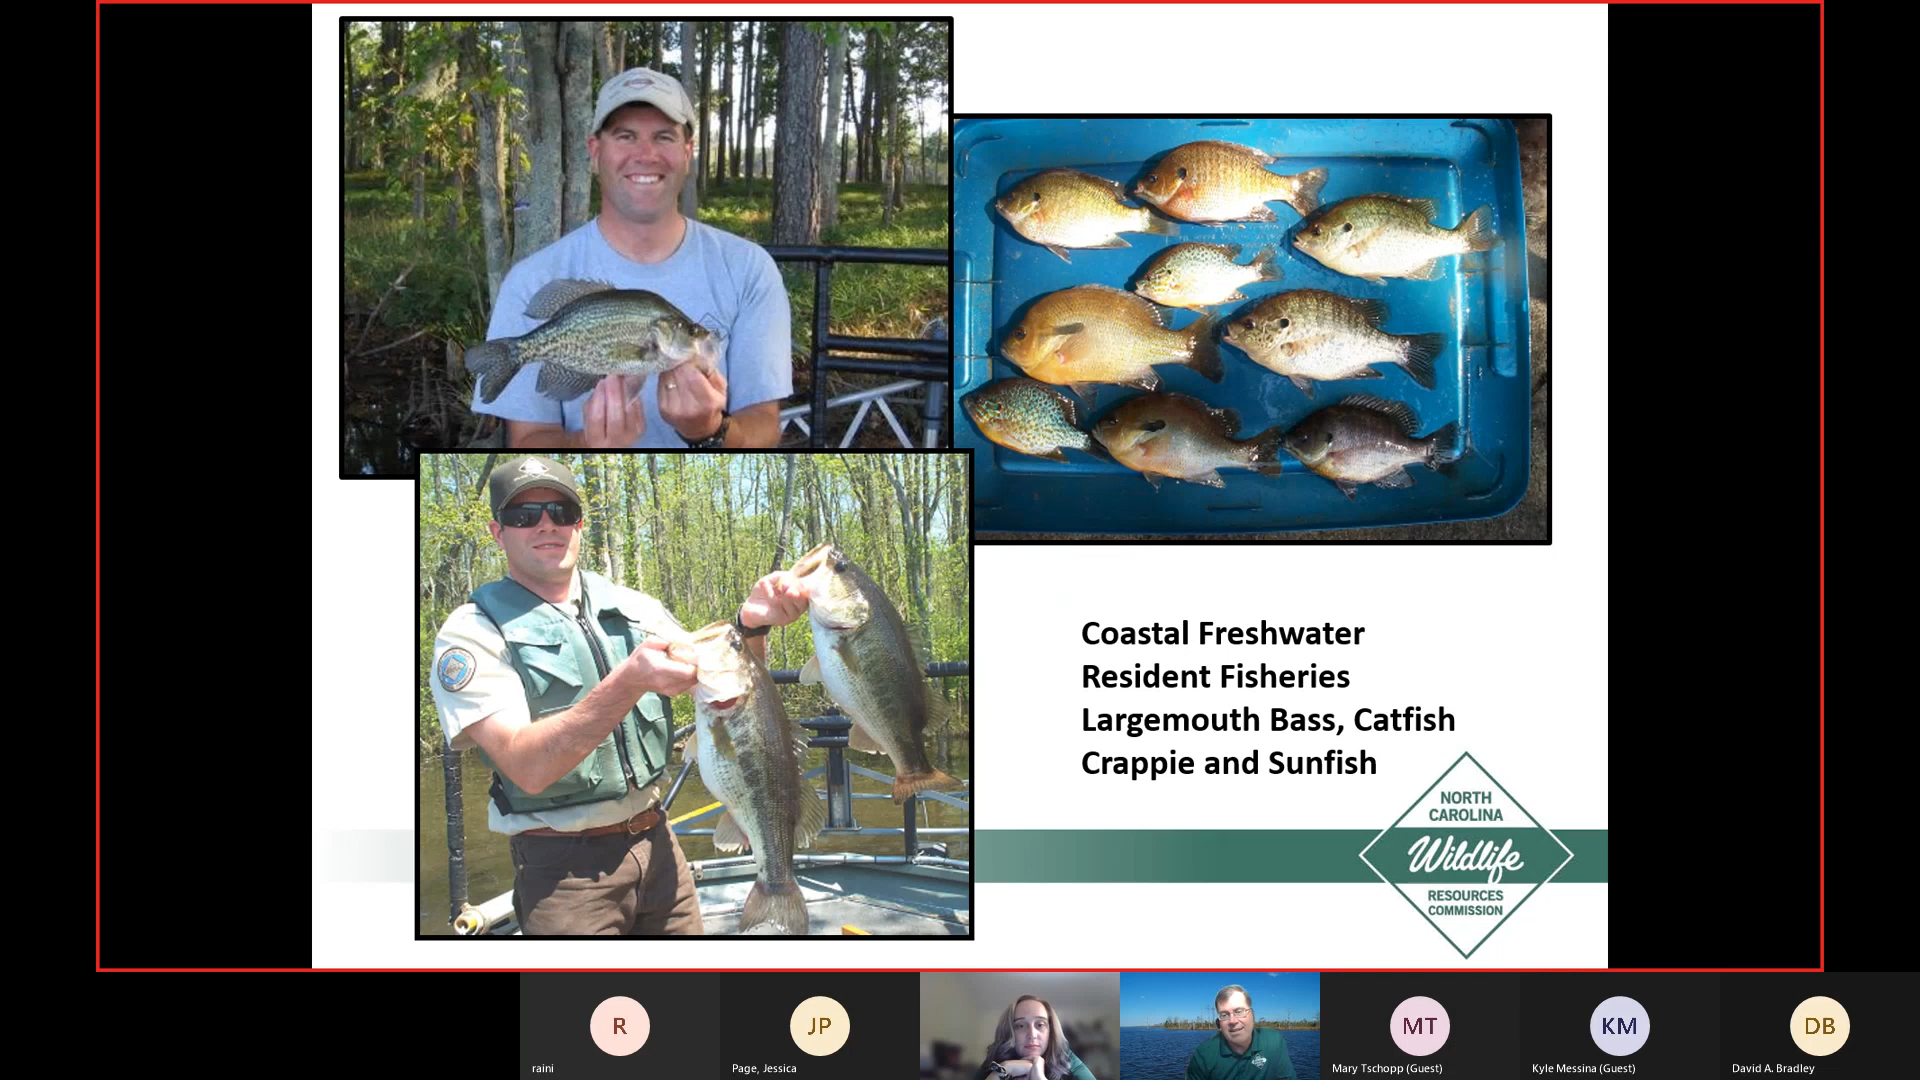 Coastal Freshwater
Resident Fisheries
Largemouth Bass, Catfish
Crappie and Sunfish
NORTH
CAROLINA
Wildlife
RESOURCES
COMMISSION
R
JP
MT
KM
DB
raini
Page, Jessica
Mary Tschopp (Guest)
Kyle Messina (Guest)
David A. Bradley